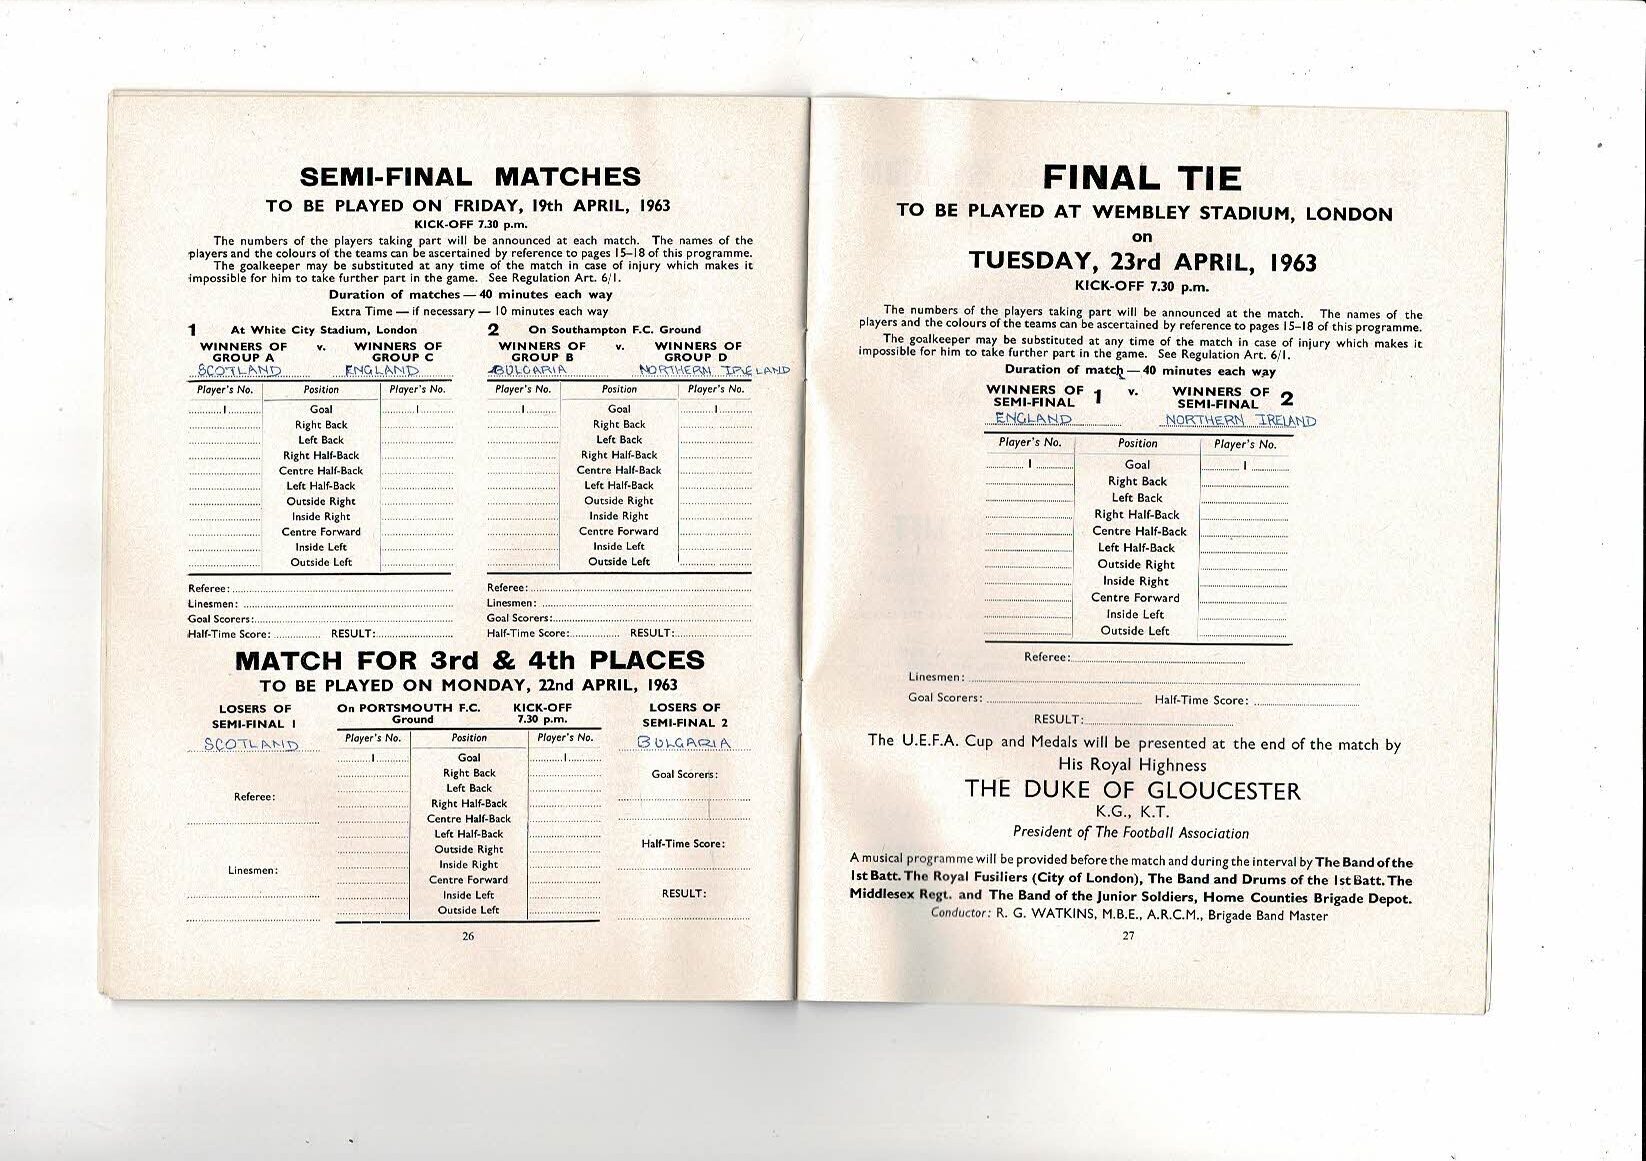 SEMI-FINAL MATCHES
TO BE PLAYED ON FRIDAY, 19th APRIL, 1963
KICK-OFF 7.30 p.m.
The numbers of the players taking part will be announced at each match. The names of the
players and the colours of the teams can be ascertained by reference to pages 15–18 of this programme.
The goalkeeper may be substituted at any time of the match in case of injury which makes it
impossible for him to take further part in the game. See Regulation Art. 6/1.
Duration of matches — 40 minutes each way
Extra Time — if necessary — 10 minutes each way
1 At White City Stadium, London
WINNERS OF v. WINNERS OF
GROUP A GROUP C
SCOTLAND ENGLAND
Player's No. Position Player's No.
1 Goal 1
Right Back
Left Back
Right Half-Back
Centre Half-Back
Left Half-Back
Outside Right
Inside Right
Centre Forward
Inside Left
Outside Left
Referee:
Linesmen:
Goal Scorers:
Half-Time Score: RESULT:
2 On Southampton F.C. Ground
WINNERS OF v. WINNERS OF
GROUP B GROUP D
BULGARIA NORTHERN IRELAND
Player's No. Position Player's No.
1 Goal 1
Right Back
Left Back
Right Half-Back
Centre Half-Back
Left Half-Back
Outside Right
Inside Right
Centre Forward
Inside Left
Outside Left
Referee:
Linesmen:
Goal Scorers:
Half-Time Score: RESULT:
MATCH FOR 3rd & 4th PLACES
TO BE PLAYED ON MONDAY, 22nd APRIL, 1963
LOSERS OF
SEMI-FINAL 1
SCOTLAND
Referee:
Linesmen:
On PORTSMOUTH F.C. KICK-OFF
Ground 7.30 p.m.
Player's No. Position Player's No.
1 Goal 1
Right Back
Left Back
Right Half-Back
Centre Half-Back
Left Half-Back
Outside Right
Inside Right
Centre Forward
Inside Left
Outside Left
LOSERS OF
SEMI-FINAL 2
BULGARIA
Goal Scorers:
Half-Time Score:
RESULT:
26
FINAL TIE
TO BE PLAYED AT WEMBLEY STADIUM, LONDON
on
TUESDAY, 23rd APRIL, 1963
KICK-OFF 7.30 p.m.
The numbers of the players taking part will be announced at the match. The names of the
players and the colours of the teams can be ascertained by reference to pages 15–18 of this programme.
The goalkeeper may be substituted at any time of the match in case of injury which makes it
impossible for him to take further part in the game. See Regulation Art. 6/1.
Duration of match — 40 minutes each way
WINNERS OF 1 v. WINNERS OF 2
SEMI-FINAL SEMI-FINAL
ENGLAND NORTHERN IRELAND
Player's No. Position Player's No.
1 Goal 1
Right Back
Left Back
Right Half-Back
Centre Half-Back
Left Half-Back
Outside Right
Inside Right
Centre Forward
Inside Left
Outside Left
Referee:
Linesmen:
Goal Scorers: Half-Time Score:
RESULT:
The U.E.F.A. Cup and Medals will be presented at the end of the match by
His Royal Highness
THE DUKE OF GLOUCESTER
K.G., K.T.
President of The Football Association
A musical programme will be provided before the match and during the interval by The Band of the
1st Batt. The Royal Fusiliers (City of London), The Band and Drums of the 1st Batt. The
Middlesex Regt. and The Band of the Junior Soldiers, Home Counties Brigade Depot.
Conductor: R. G. WATKINS, M.B.E., A.R.C.M., Brigade Band Master
27